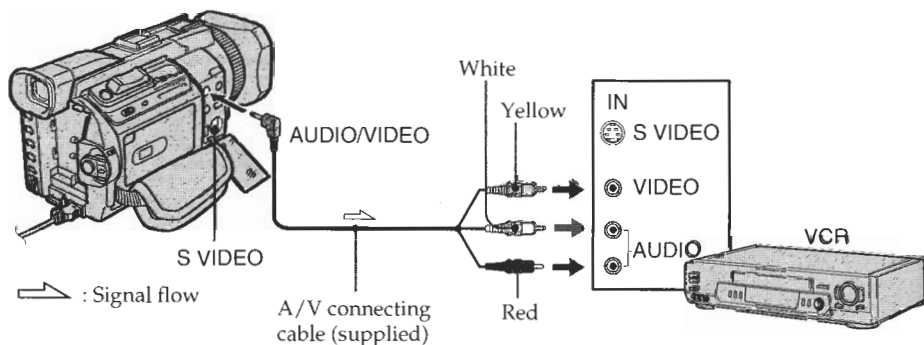 White
Yellow
IN
S VIDEO
AUDIO/VIDEO
VIDEO
AUDIO
VCR
S VIDEO
: Signal flow
A/V connecting
cable (supplied)
Red